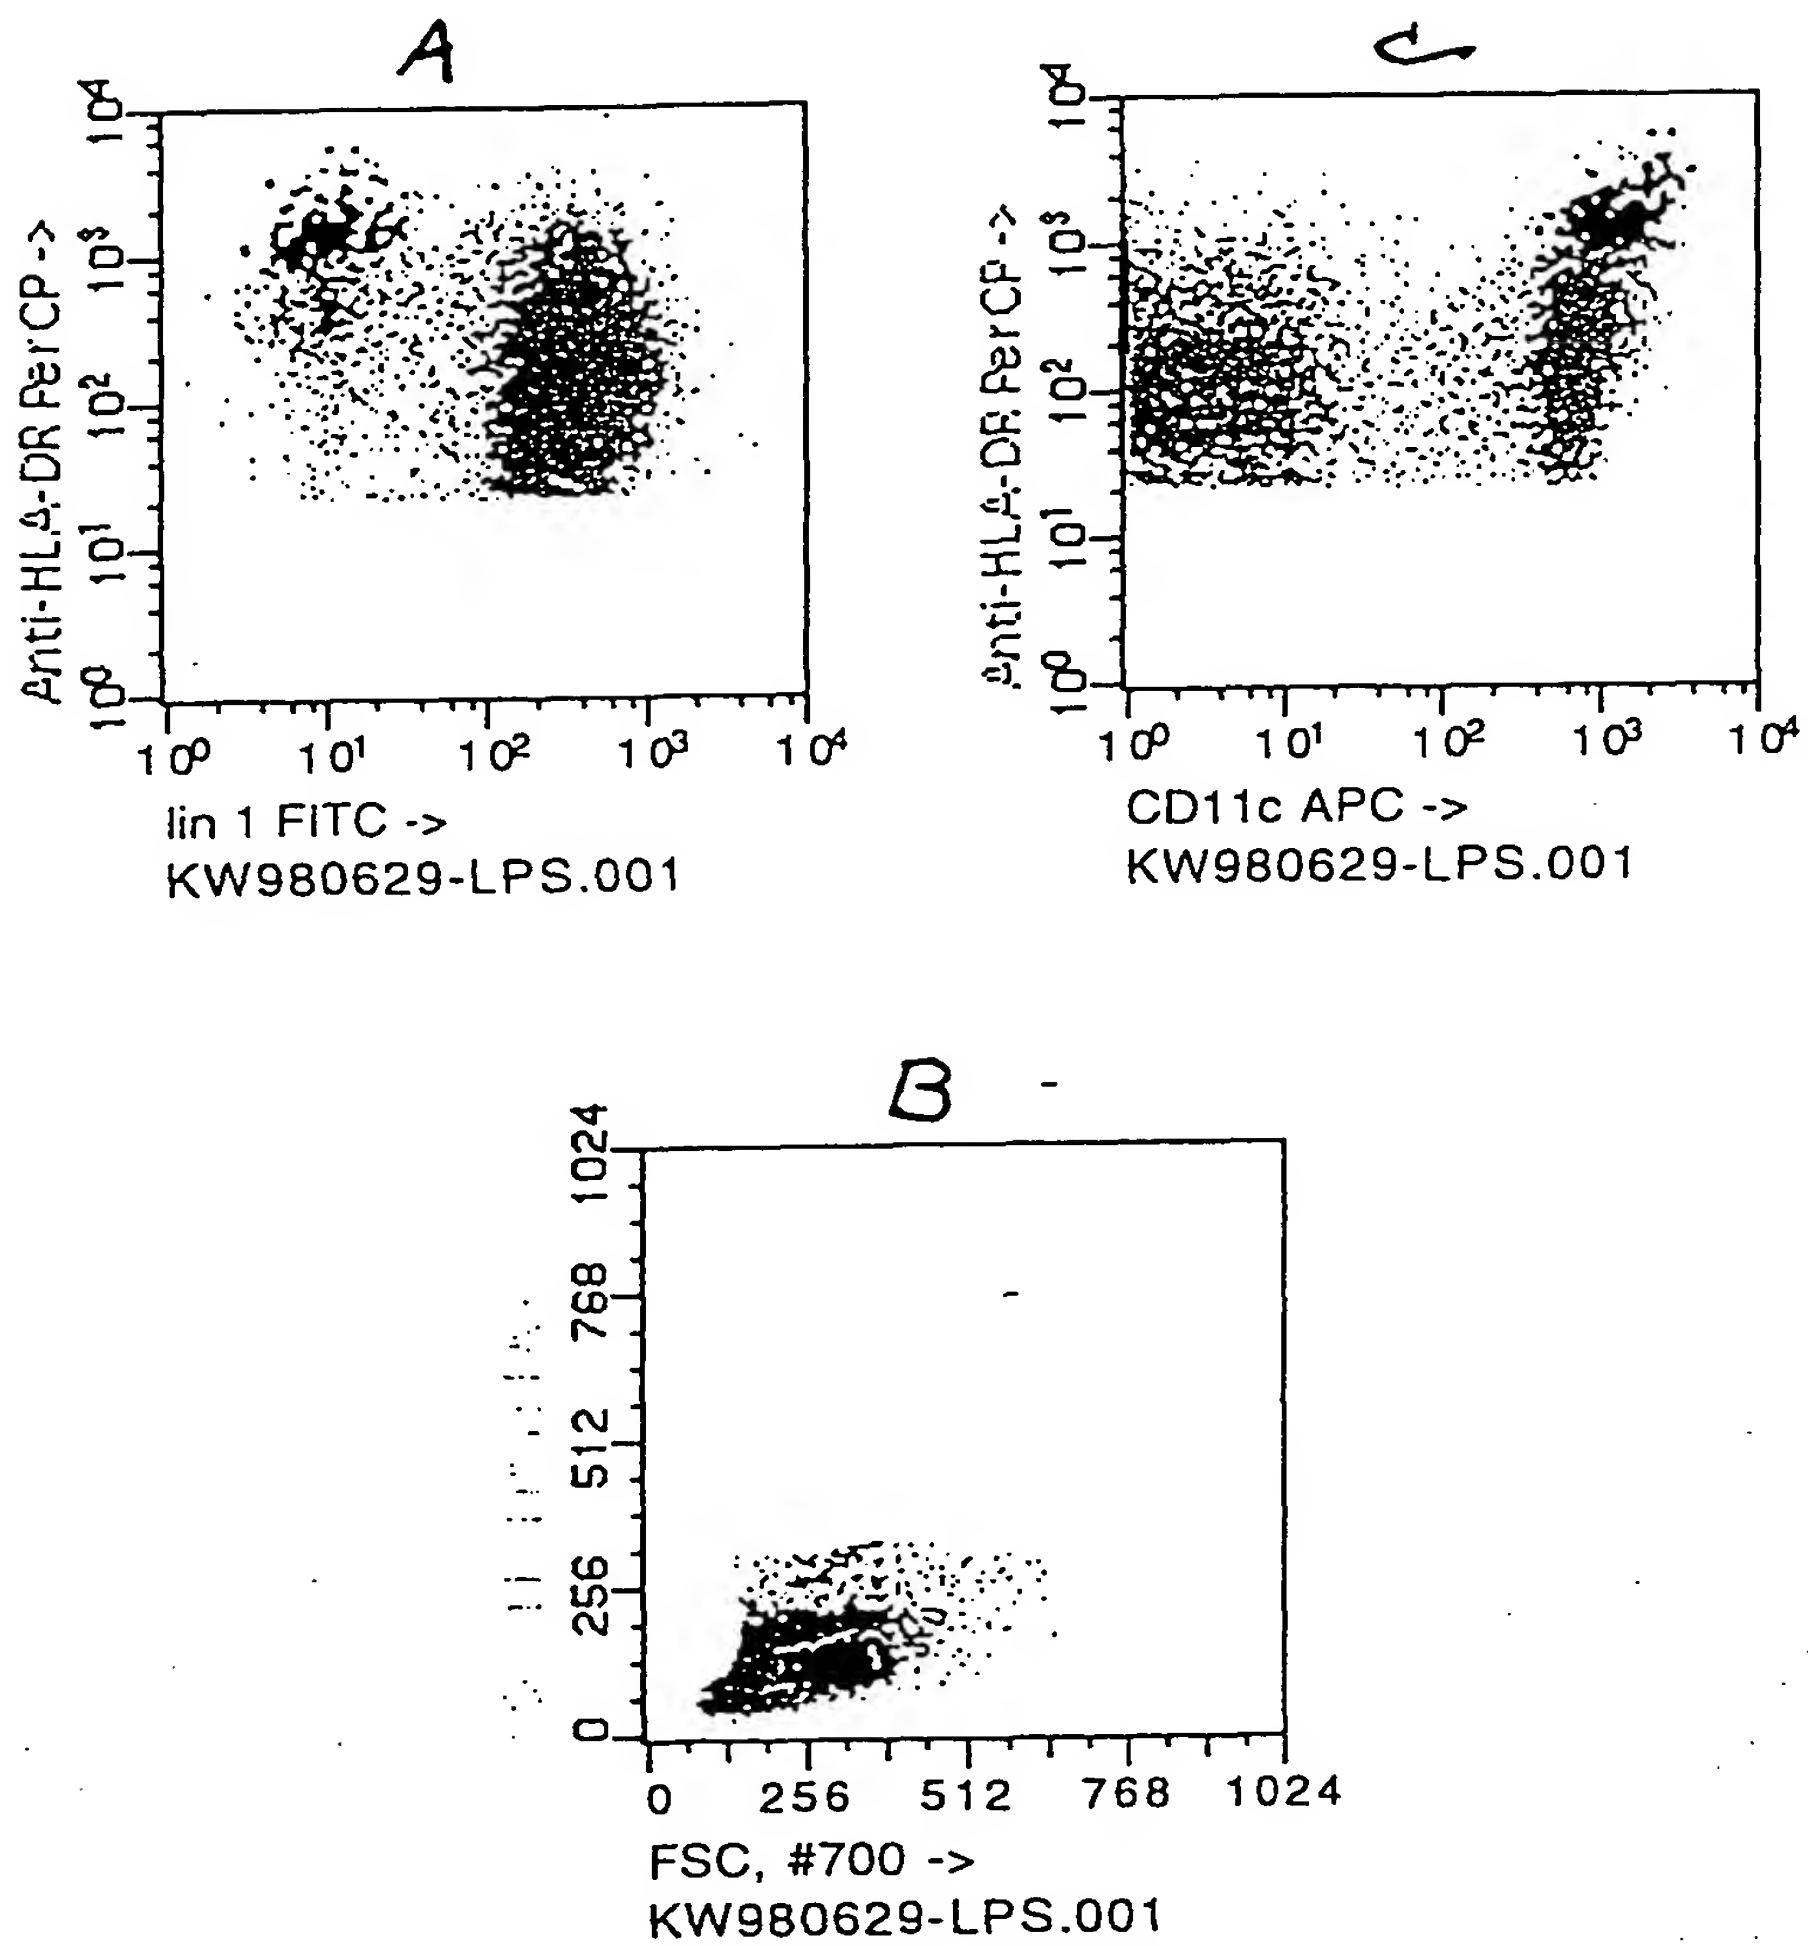 A
Anti-HLA-DR PerCP ->
10⁴
10³
10²
10¹
10⁰
10⁰ 10¹ 10² 10³ 10⁴
lin 1 FITC ->
KW980629-LPS.001
C
Anti-HLA-DR PerCP ->
10⁴
10³
10²
10¹
10⁰
10⁰ 10¹ 10² 10³ 10⁴
CD11c APC ->
KW980629-LPS.001
B
1024
768
512
256
0
0 256 512 768 1024
FSC, #700 ->
KW980629-LPS.001